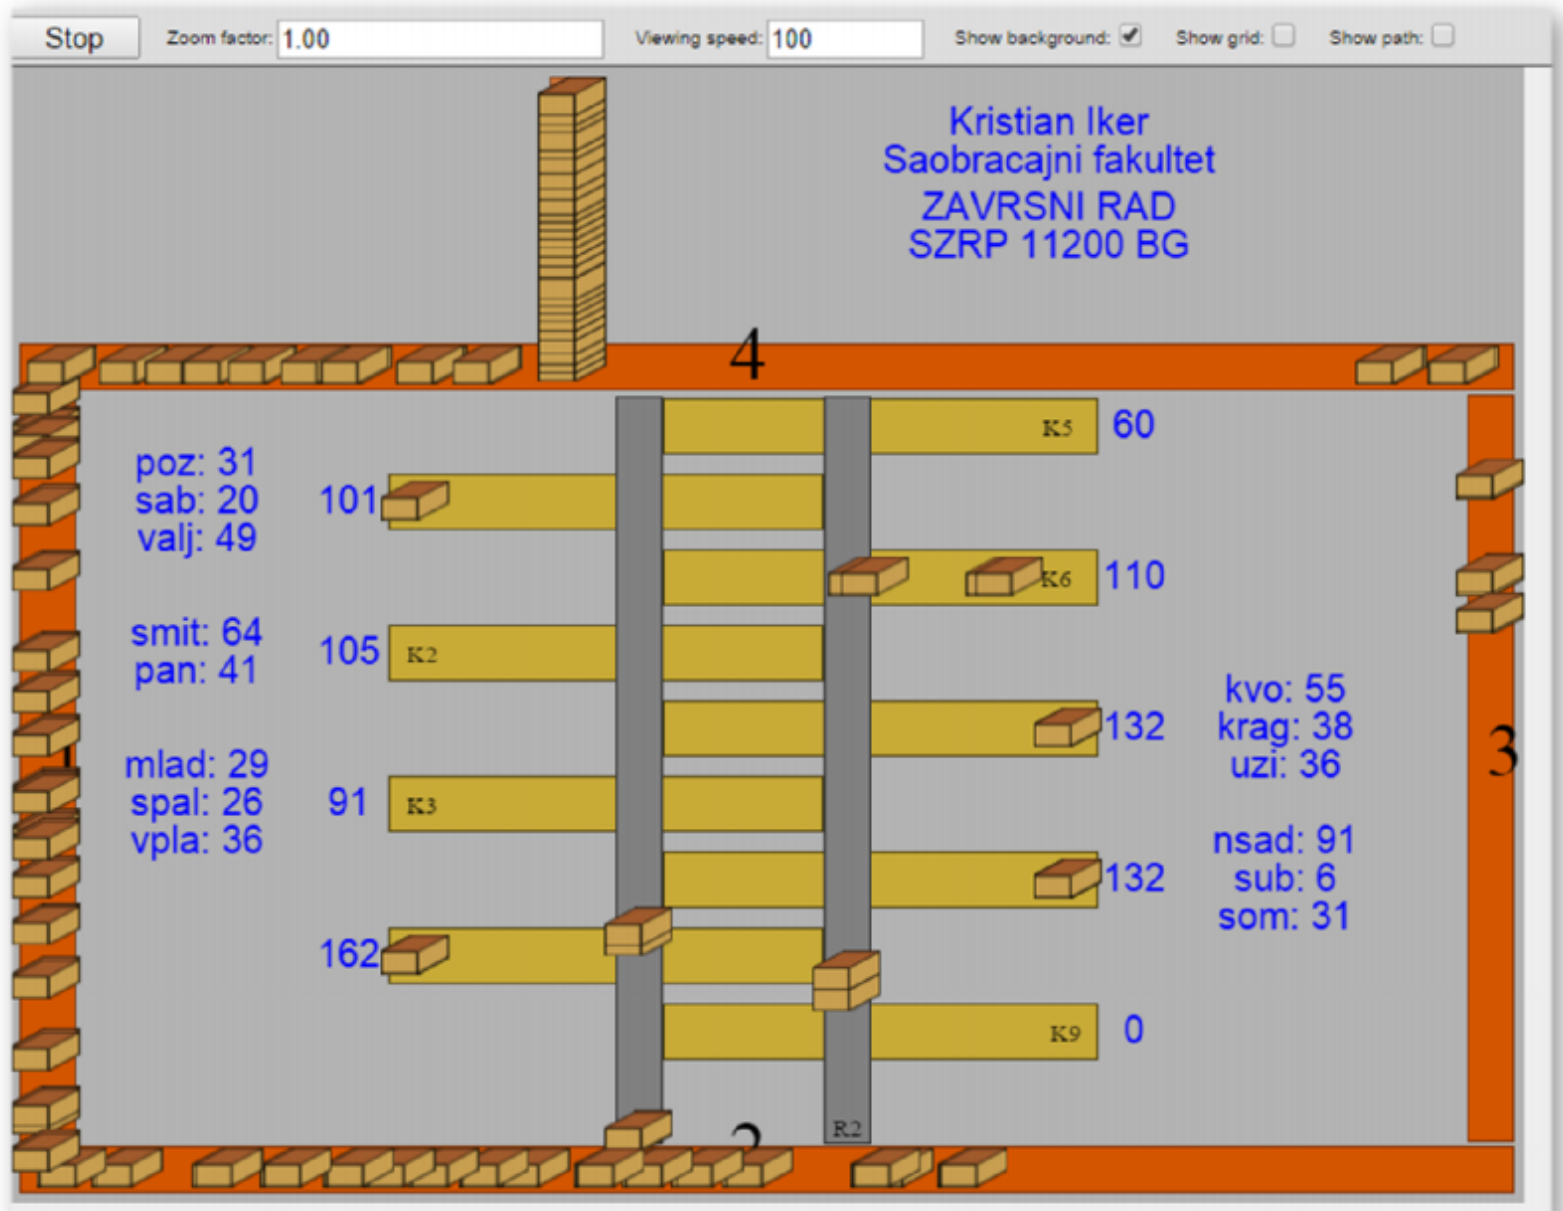 Stop Zoom factor: 1.00 Viewing speed: 100 Show background: Show grid: Show path:
Kristian Iker
Saobracajni fakultet
ZAVRSNI RAD
SZRP 11200 BG
4
K5 60
poz: 31
sab: 20
valj: 49
101
K6 110
smit: 64
pan: 41
105 K2
132
kvo: 55
krag: 38
uzi: 36
3
mlad: 29
spal: 26
vpla: 36
91 K3
132
nsad: 91
sub: 6
som: 31
162
K9 0
R2